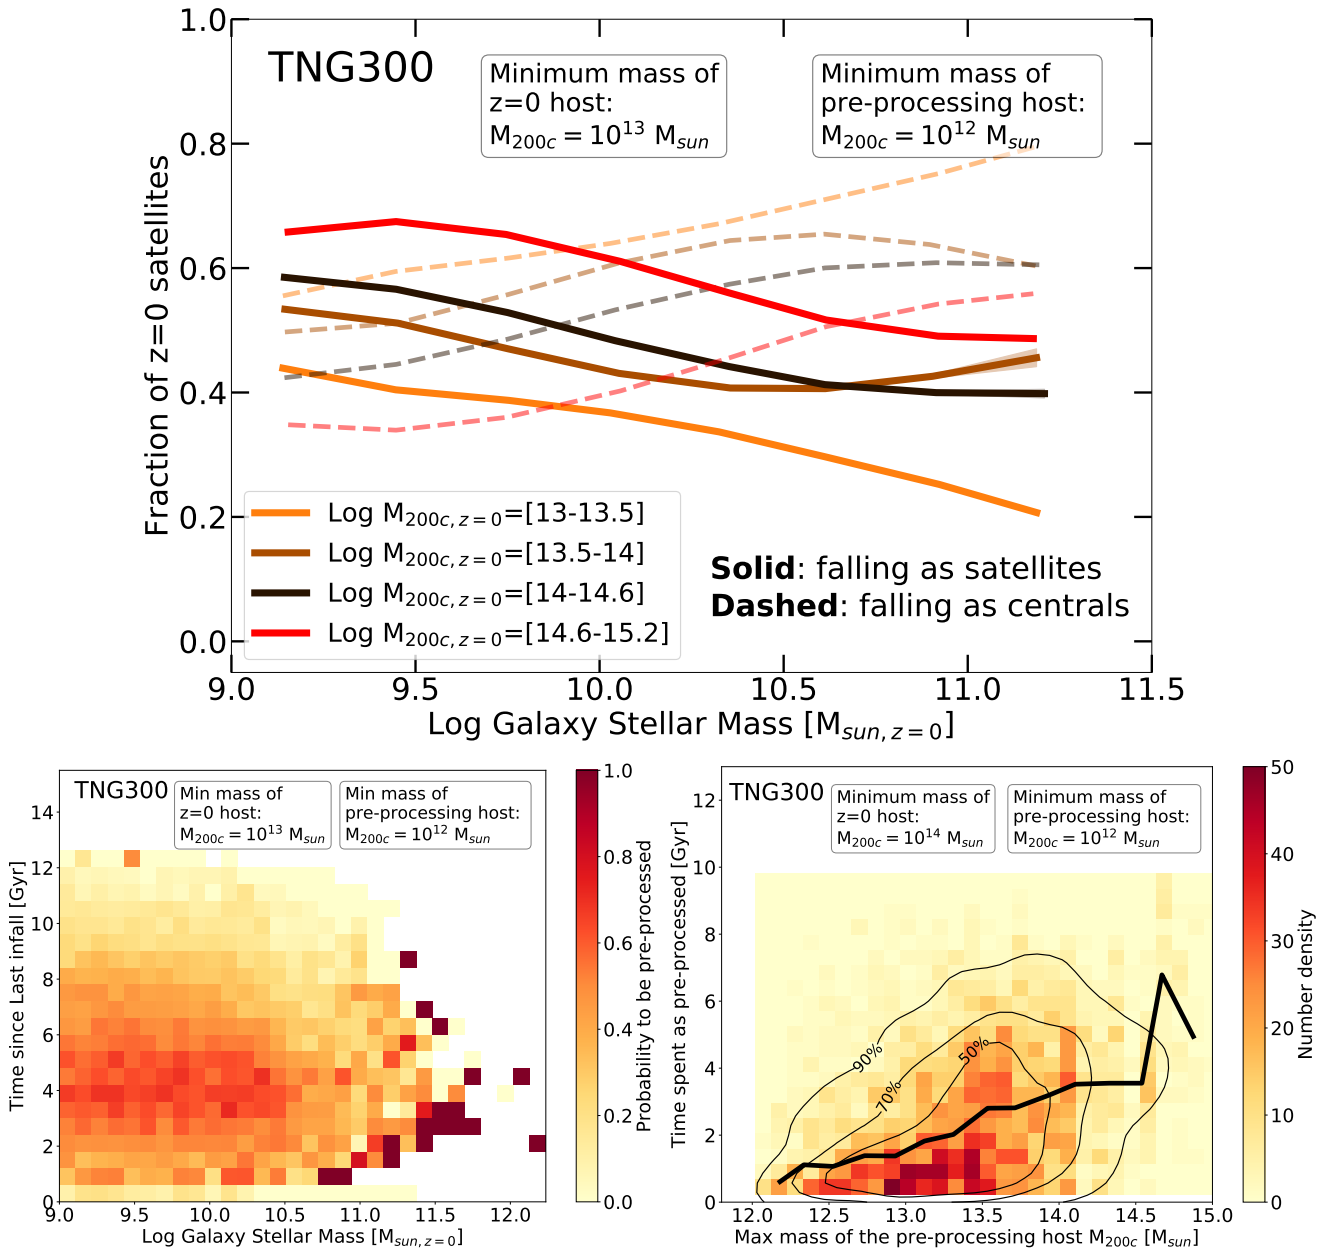 TNG300
Minimum mass of
z=0 host:
M200c = 10^13 Msun
Minimum mass of
pre-processing host:
M200c = 10^12 Msun
Fraction of z=0 satellites
1.0
0.8
0.6
0.4
0.2
0.0
Log M200c, z=0=[13-13.5]
Log M200c, z=0=[13.5-14]
Log M200c, z=0=[14-14.6]
Log M200c, z=0=[14.6-15.2]
Solid: falling as satellites
Dashed: falling as centrals
9.0 9.5 10.0 10.5 11.0 11.5
Log Galaxy Stellar Mass [Msun, z=0]
TNG300
Min mass of
z=0 host:
M200c = 10^13 Msun
Min mass of
pre-processing host:
M200c = 10^12 Msun
Time since Last infall [Gyr]
14
12
10
8
6
4
2
0
9.0 9.5 10.0 10.5 11.0 11.5 12.0
Log Galaxy Stellar Mass [Msun, z=0]
1.0
0.8
0.6
0.4
0.2
0.0
Probability to be pre-processed
TNG300
Minimum mass of
z=0 host:
M200c = 10^14 Msun
Minimum mass of
pre-processing host:
M200c = 10^12 Msun
Time spent as pre-processed [Gyr]
12
10
8
6
4
2
0
90%
70%
50%
12.0 12.5 13.0 13.5 14.0 14.5 15.0
Max mass of the pre-processing host M200c [Msun]
50
40
30
20
10
0
Number density